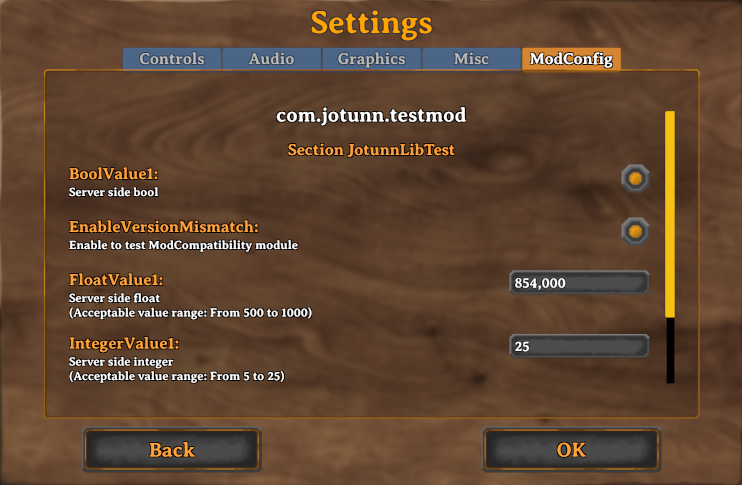 Settings
Controls Audio Graphics Misc ModConfig
com.jotunn.testmod
Section JotunnLibTest
BoolValue1:
Server side bool
EnableVersionMismatch:
Enable to test ModCompatibility module
FloatValue1:
854,000
Server side float
(Acceptable value range: From 500 to 1000)
IntegerValue1:
25
Server side integer
(Acceptable value range: From 5 to 25)
Back OK